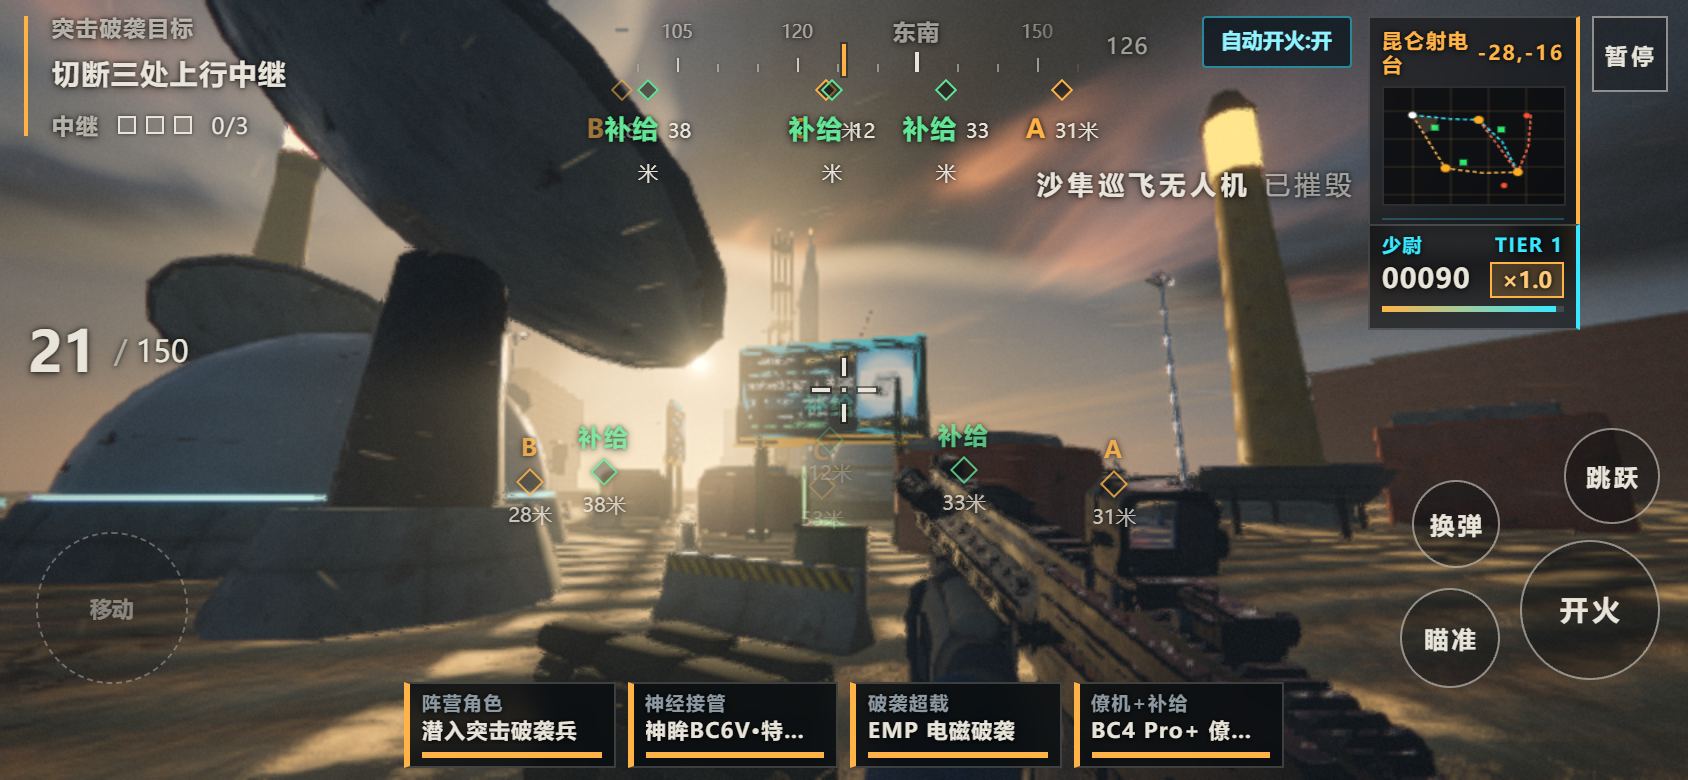 突击破袭目标
切断三处上行中继
中继 0/3
105
120
东南
150
126
B
补给 38
米
补给 12
米
补给 33
米
A 31米
自动开火:开
昆仑射电台
-28,-16
暂停
沙隼巡飞无人机 已摧毁
少尉 TIER 1
00090 ×1.0
21 / 150
B
28米
补给
38米
C
12米
53米
补给
33米
A
31米
移动
跳跃
换弹
开火
瞄准
阵营角色
潜入突击破袭兵
神经接管
神眸BC6V·特...
破袭超载
EMP 电磁破袭
僚机+补给
BC4 Pro+ 僚...